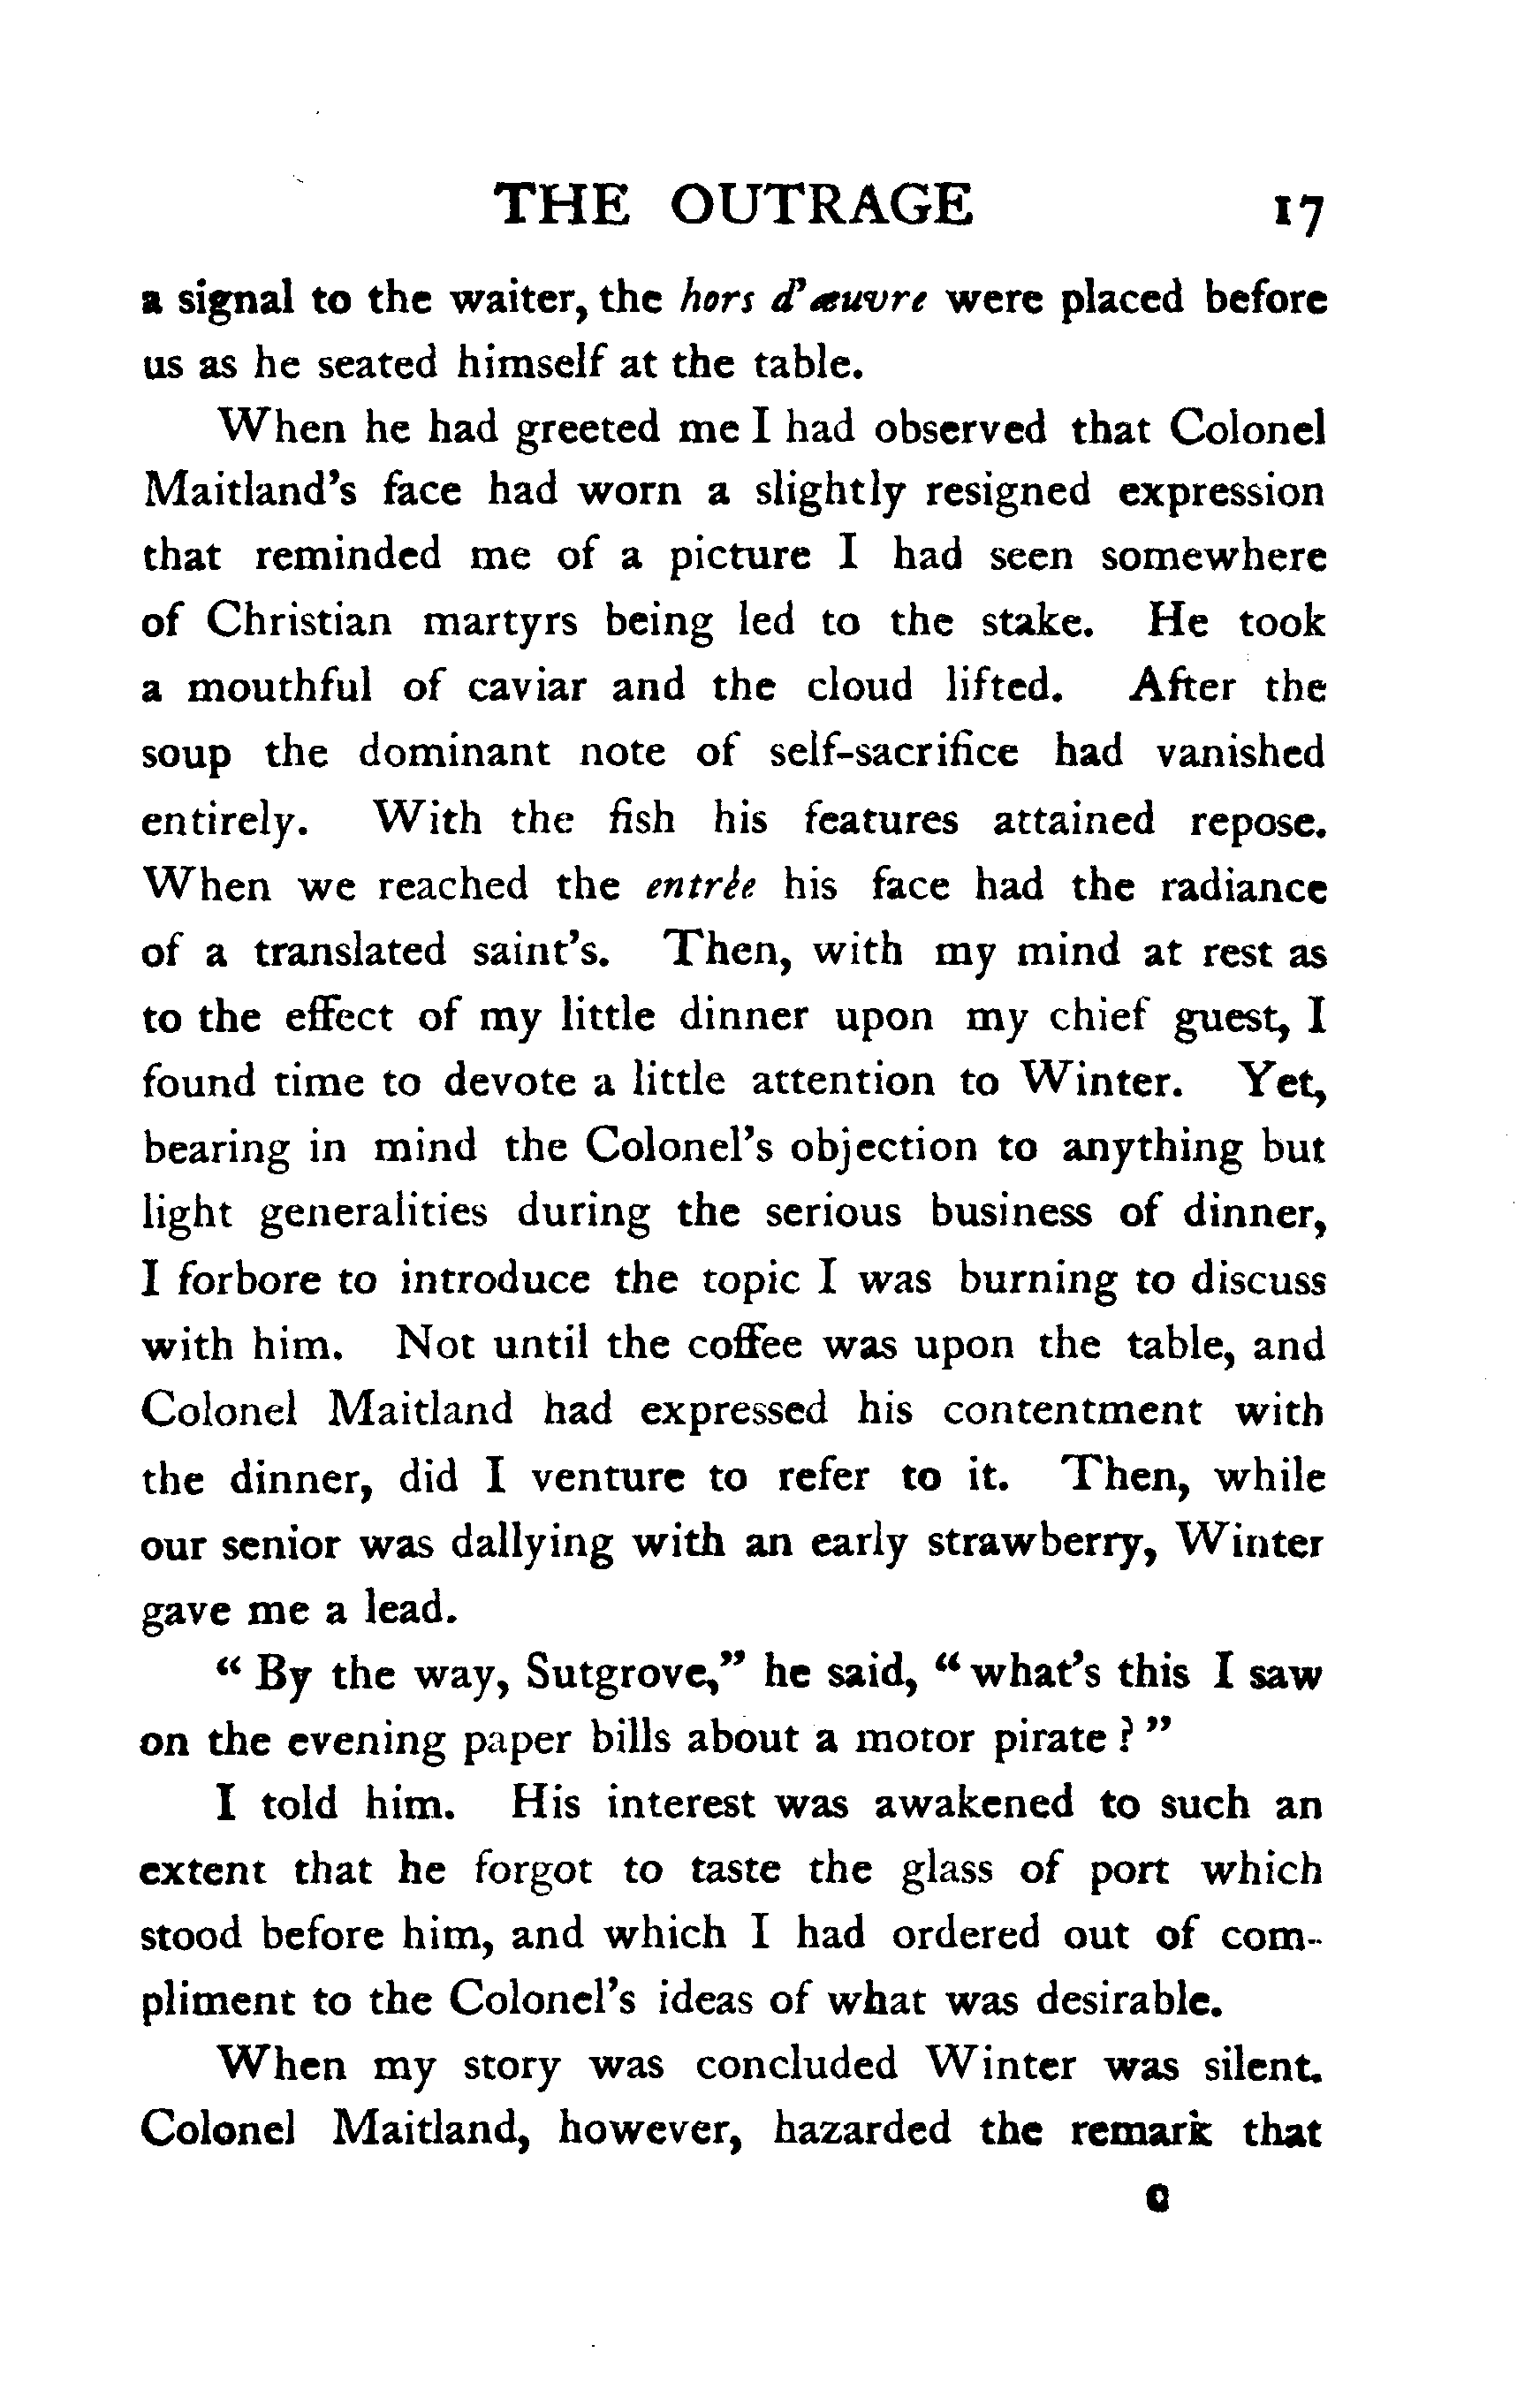 THE OUTRAGE 17
a signal to the waiter, the hors d'œuvre were placed before
us as he seated himself at the table.
When he had greeted me I had observed that Colonel
Maitland's face had worn a slightly resigned expression
that reminded me of a picture I had seen somewhere
of Christian martyrs being led to the stake. He took
a mouthful of caviar and the cloud lifted. After the
soup the dominant note of self-sacrifice had vanished
entirely. With the fish his features attained repose.
When we reached the entrèe his face had the radiance
of a translated saint's. Then, with my mind at rest as
to the effect of my little dinner upon my chief guest, I
found time to devote a little attention to Winter. Yet,
bearing in mind the Colonel's objection to anything but
light generalities during the serious business of dinner,
I forbore to introduce the topic I was burning to discuss
with him. Not until the coffee was upon the table, and
Colonel Maitland had expressed his contentment with
the dinner, did I venture to refer to it. Then, while
our senior was dallying with an early strawberry, Winter
gave me a lead.
“ By the way, Sutgrove,” he said, “ what's this I saw
on the evening paper bills about a motor pirate ? ”
I told him. His interest was awakened to such an
extent that he forgot to taste the glass of port which
stood before him, and which I had ordered out of com-
pliment to the Colonel's ideas of what was desirable.
When my story was concluded Winter was silent.
Colonel Maitland, however, hazarded the remark that